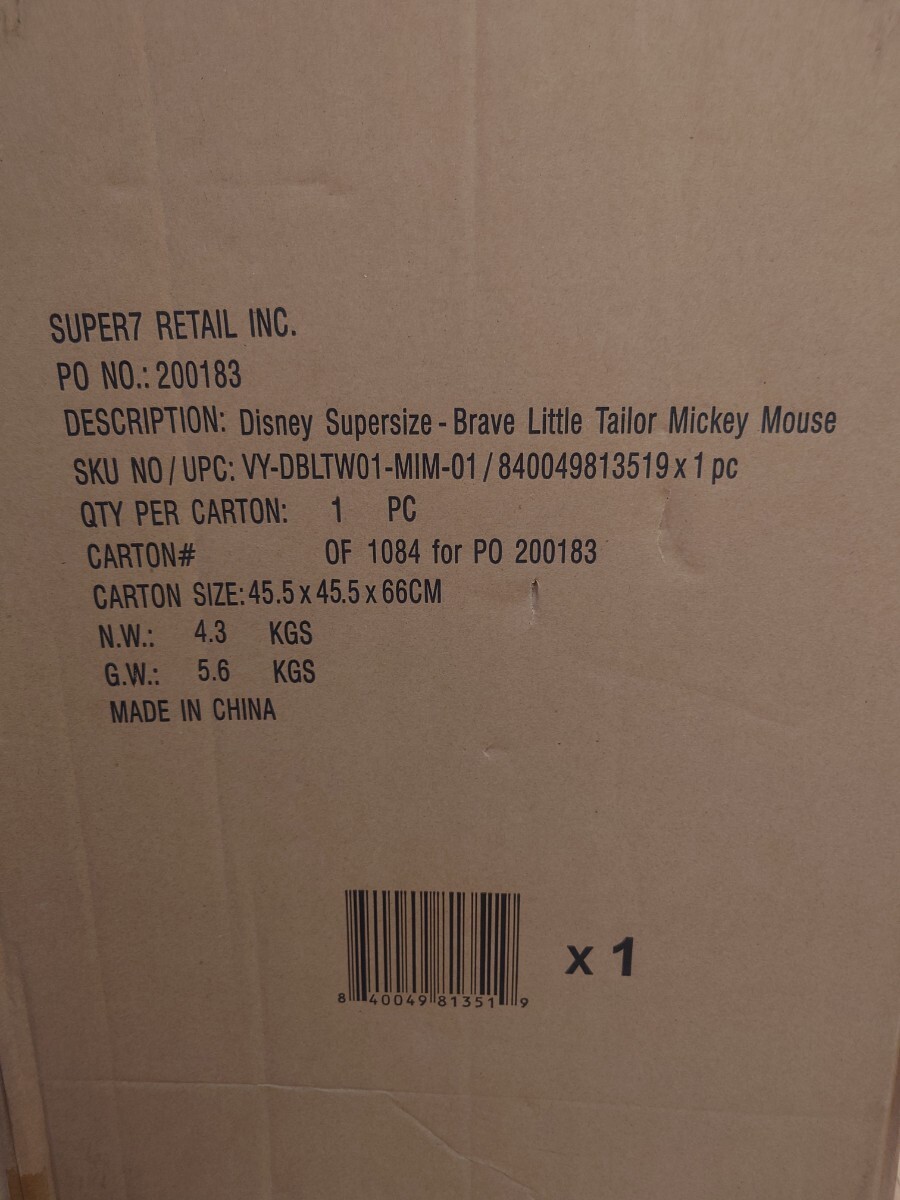 SUPER7 RETAIL INC.
PO NO.: 200183
DESCRIPTION: Disney Supersize - Brave Little Tailor Mickey Mouse
SKU NO / UPC: VY-DBLTW01-MIM-01 / 840049813519 x 1 pc
QTY PER CARTON: 1 PC
CARTON# OF 1084 for PO 200183
CARTON SIZE: 45.5 x 45.5 x 66CM
N.W.: 4.3 KGS
G.W.: 5.6 KGS
MADE IN CHINA
x 1
8 40049 81351 9